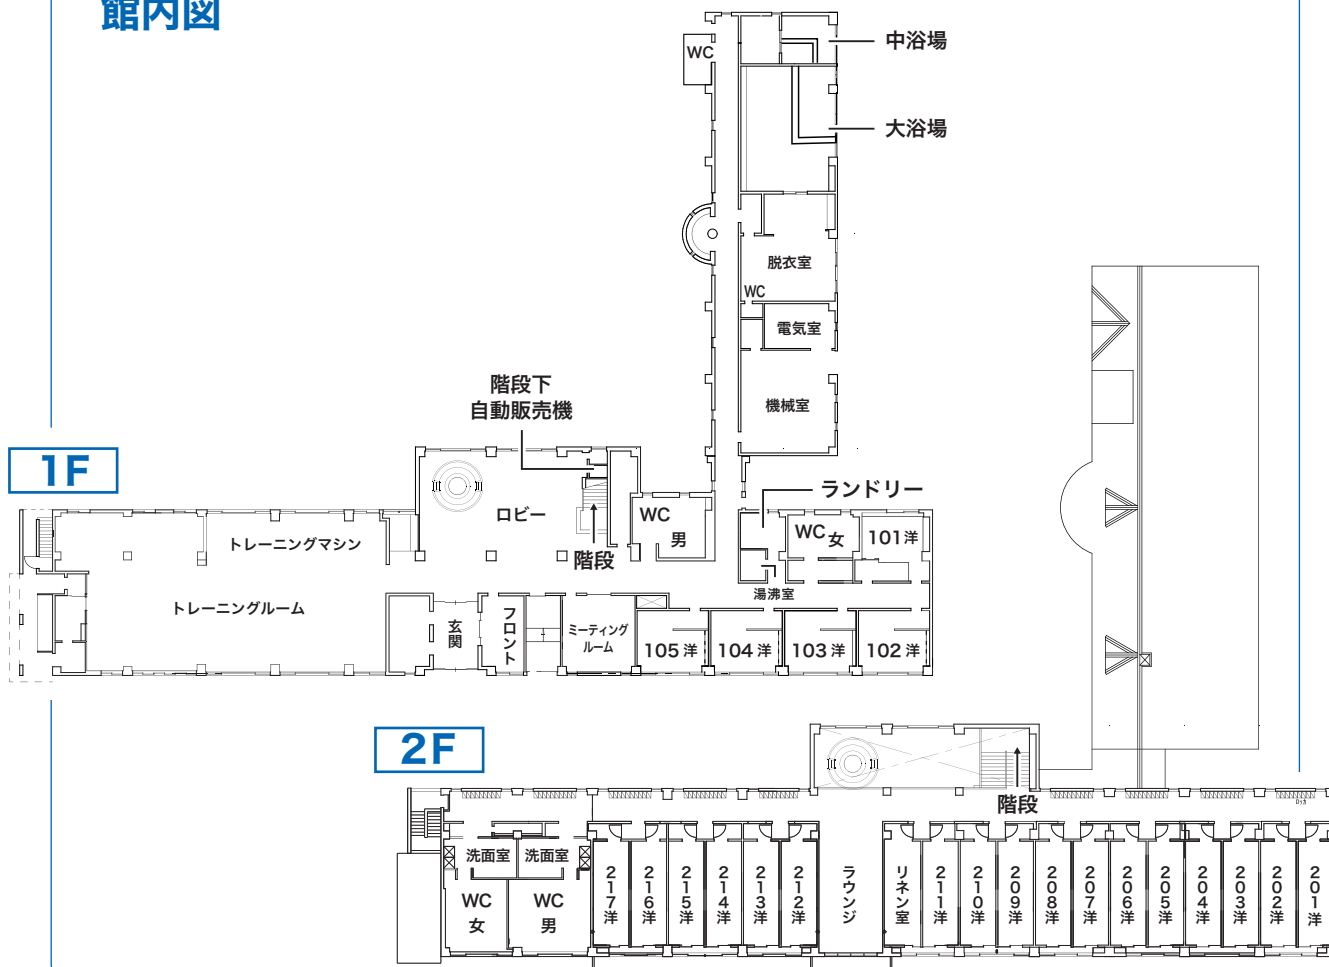 館内図
WC
中浴場
大浴場
脱衣室
WC
電気室
機械室
階段下
自動販売機
1F
ランドリー
ロビー
WC
男
WC 女
101洋
トレーニングマシン
階段
湯沸室
トレーニングルーム
玄関
フロント
ミーティング
ルーム
105洋
104洋
103洋
102洋
2F
階段
洗面室
洗面室
WC
女
WC
男
217洋
216洋
215洋
214洋
213洋
212洋
ラウンジ
リネン室
211洋
210洋
209洋
208洋
207洋
206洋
205洋
204洋
203洋
202洋
201洋